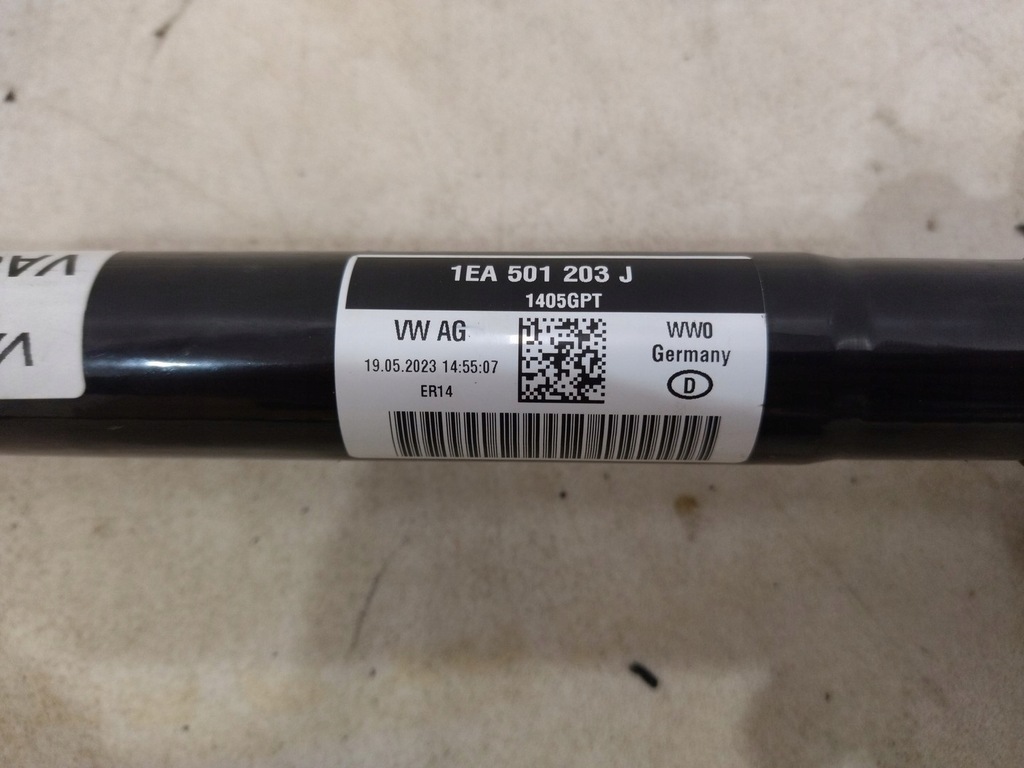 1EA 501 203 J
1405GPT
VW AG
19.05.2023 14:55:07
ER14
WW0
Germany
D